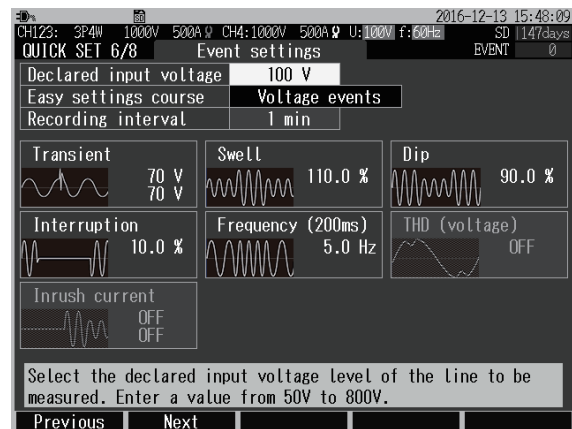 2016-12-13 15:48:09
CH123: 3P4W 1000V 500A CH4:1000V 500A U:100V f:60Hz SD |147days
QUICK SET 6/8 Event settings EVENT 0
Declared input voltage 100 V
Easy settings course Voltage events
Recording interval 1 min
Transient Swell Dip
70 V 110.0 % 90.0 %
70 V
Interruption Frequency (200ms) THD (voltage)
10.0 % 5.0 Hz OFF
Inrush current
OFF
OFF
Select the declared input voltage level of the line to be
measured. Enter a value from 50V to 800V.
Previous Next